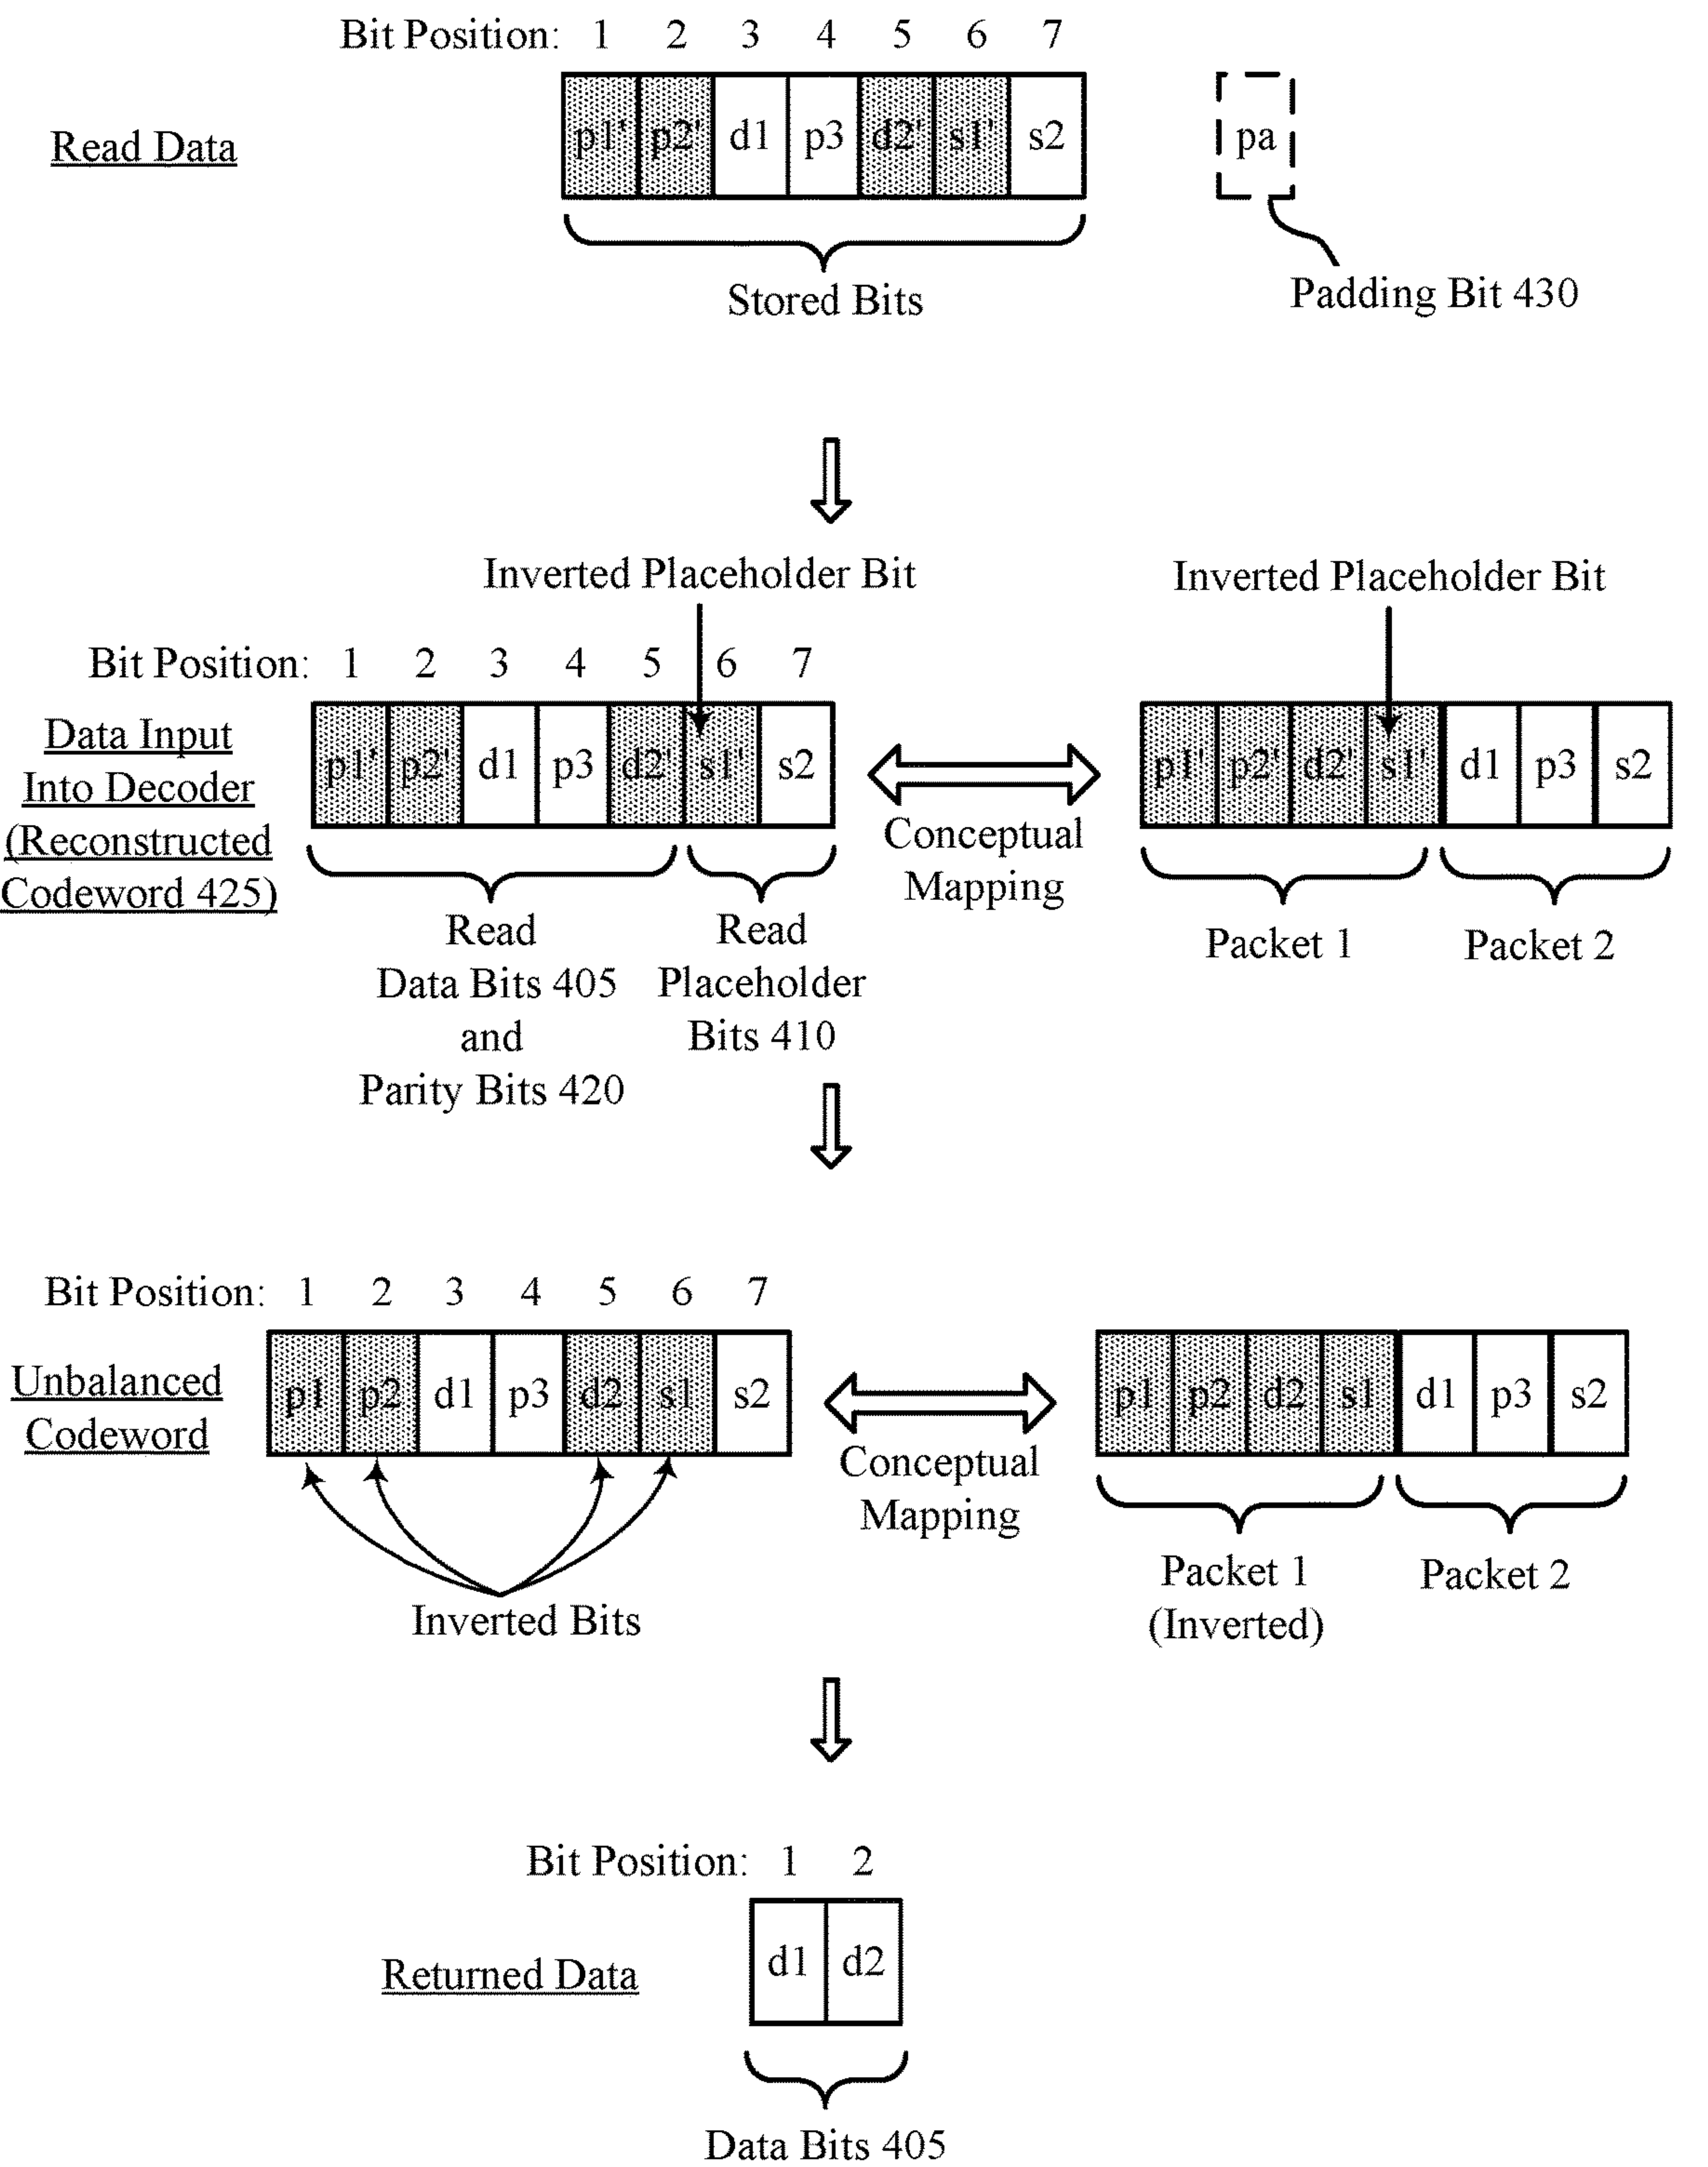 Bit Position: 1 2 3 4 5 6 7
Read Data
p1' p2' d1 p3 d2' s1' s2
pa
Stored Bits
Padding Bit 430
Inverted Placeholder Bit
Inverted Placeholder Bit
Bit Position: 1 2 3 4 5 6 7
Data Input
Into Decoder
(Reconstructed
Codeword 425)
p1' p2' d1 p3 d2' s1' s2
Conceptual
Mapping
p1' p2' d2' s1' d1 p3 s2
Read
Data Bits 405
and
Parity Bits 420
Read
Placeholder
Bits 410
Packet 1
Packet 2
Bit Position: 1 2 3 4 5 6 7
Unbalanced
Codeword
p1 p2 d1 p3 d2 s1 s2
Conceptual
Mapping
p1 p2 d2 s1 d1 p3 s2
Inverted Bits
Packet 1
(Inverted)
Packet 2
Bit Position: 1 2
Returned Data
d1 d2
Data Bits 405